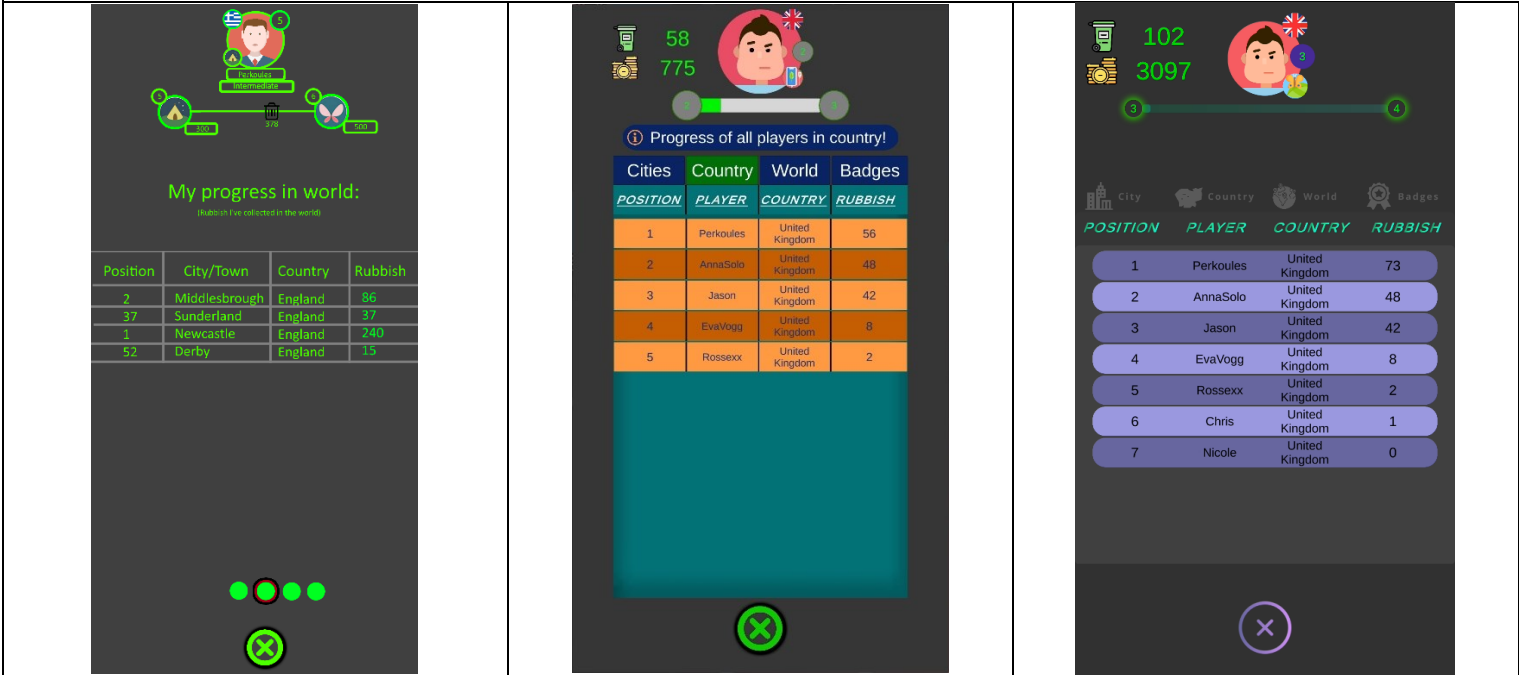 5
Perkoules
Intermediate
5
6
300
378
500
My progress in world:
(Rubbish I've collected in the world)
Position City/Town Country Rubbish
2 Middlesbrough England 86
37 Sunderland England 37
1 Newcastle England 240
52 Derby England 15
58
775
2
2
3
Progress of all players in country!
Cities Country World Badges
POSITION PLAYER COUNTRY RUBBISH
1 Perkoules United Kingdom 56
2 AnnaSolo United Kingdom 48
3 Jason United Kingdom 42
4 EvaVogg United Kingdom 8
5 Rossexx United Kingdom 2
102
3097
3
3
4
City Country World Badges
POSITION PLAYER COUNTRY RUBBISH
1 Perkoules United Kingdom 73
2 AnnaSolo United Kingdom 48
3 Jason United Kingdom 42
4 EvaVogg United Kingdom 8
5 Rossexx United Kingdom 2
6 Chris United Kingdom 1
7 Nicole United Kingdom 0